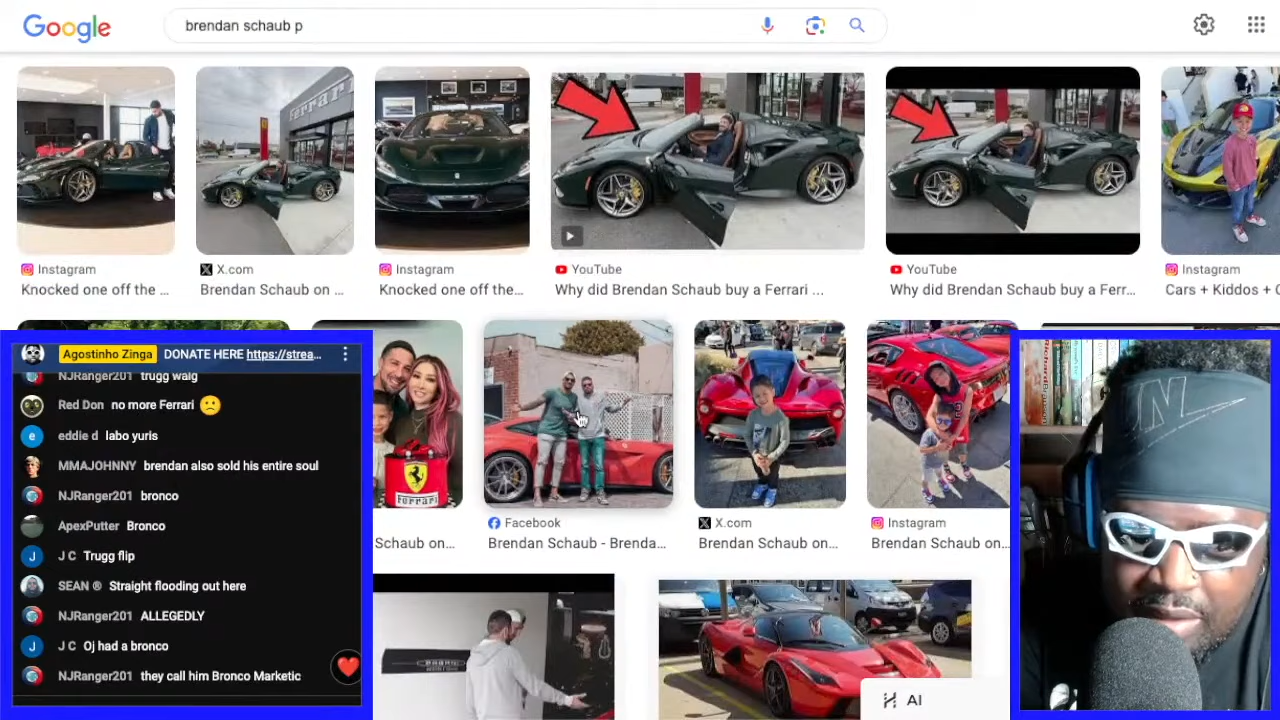 Google
brendan schaub p
Ferrari
Instagram
Knocked one off the ...
X.com
Brendan Schaub on ...
Instagram
Knocked one off the...
YouTube
Why did Brendan Schaub buy a Ferrari ...
YouTube
Why did Brendan Schaub buy a Ferr...
Instagram
Cars + Kiddos +
Ferrari
Schaub on...
Facebook
Brendan Schaub - Brenda...
X.com
Brendan Schaub on...
Instagram
Brendan Schaub on...
AI
Agostinho Zinga DONATE HERE https://strea...
NJRanger201 trugg walg
Red Don no more Ferrari
eddie d labo yuris
MMAJOHNNY brendan also sold his entire soul
NJRanger201 bronco
ApexPutter Bronco
J C Trugg flip
SEAN ® Straight flooding out here
NJRanger201 ALLEGEDLY
J C Oj had a bronco
NJRanger201 they call him Bronco Marketic